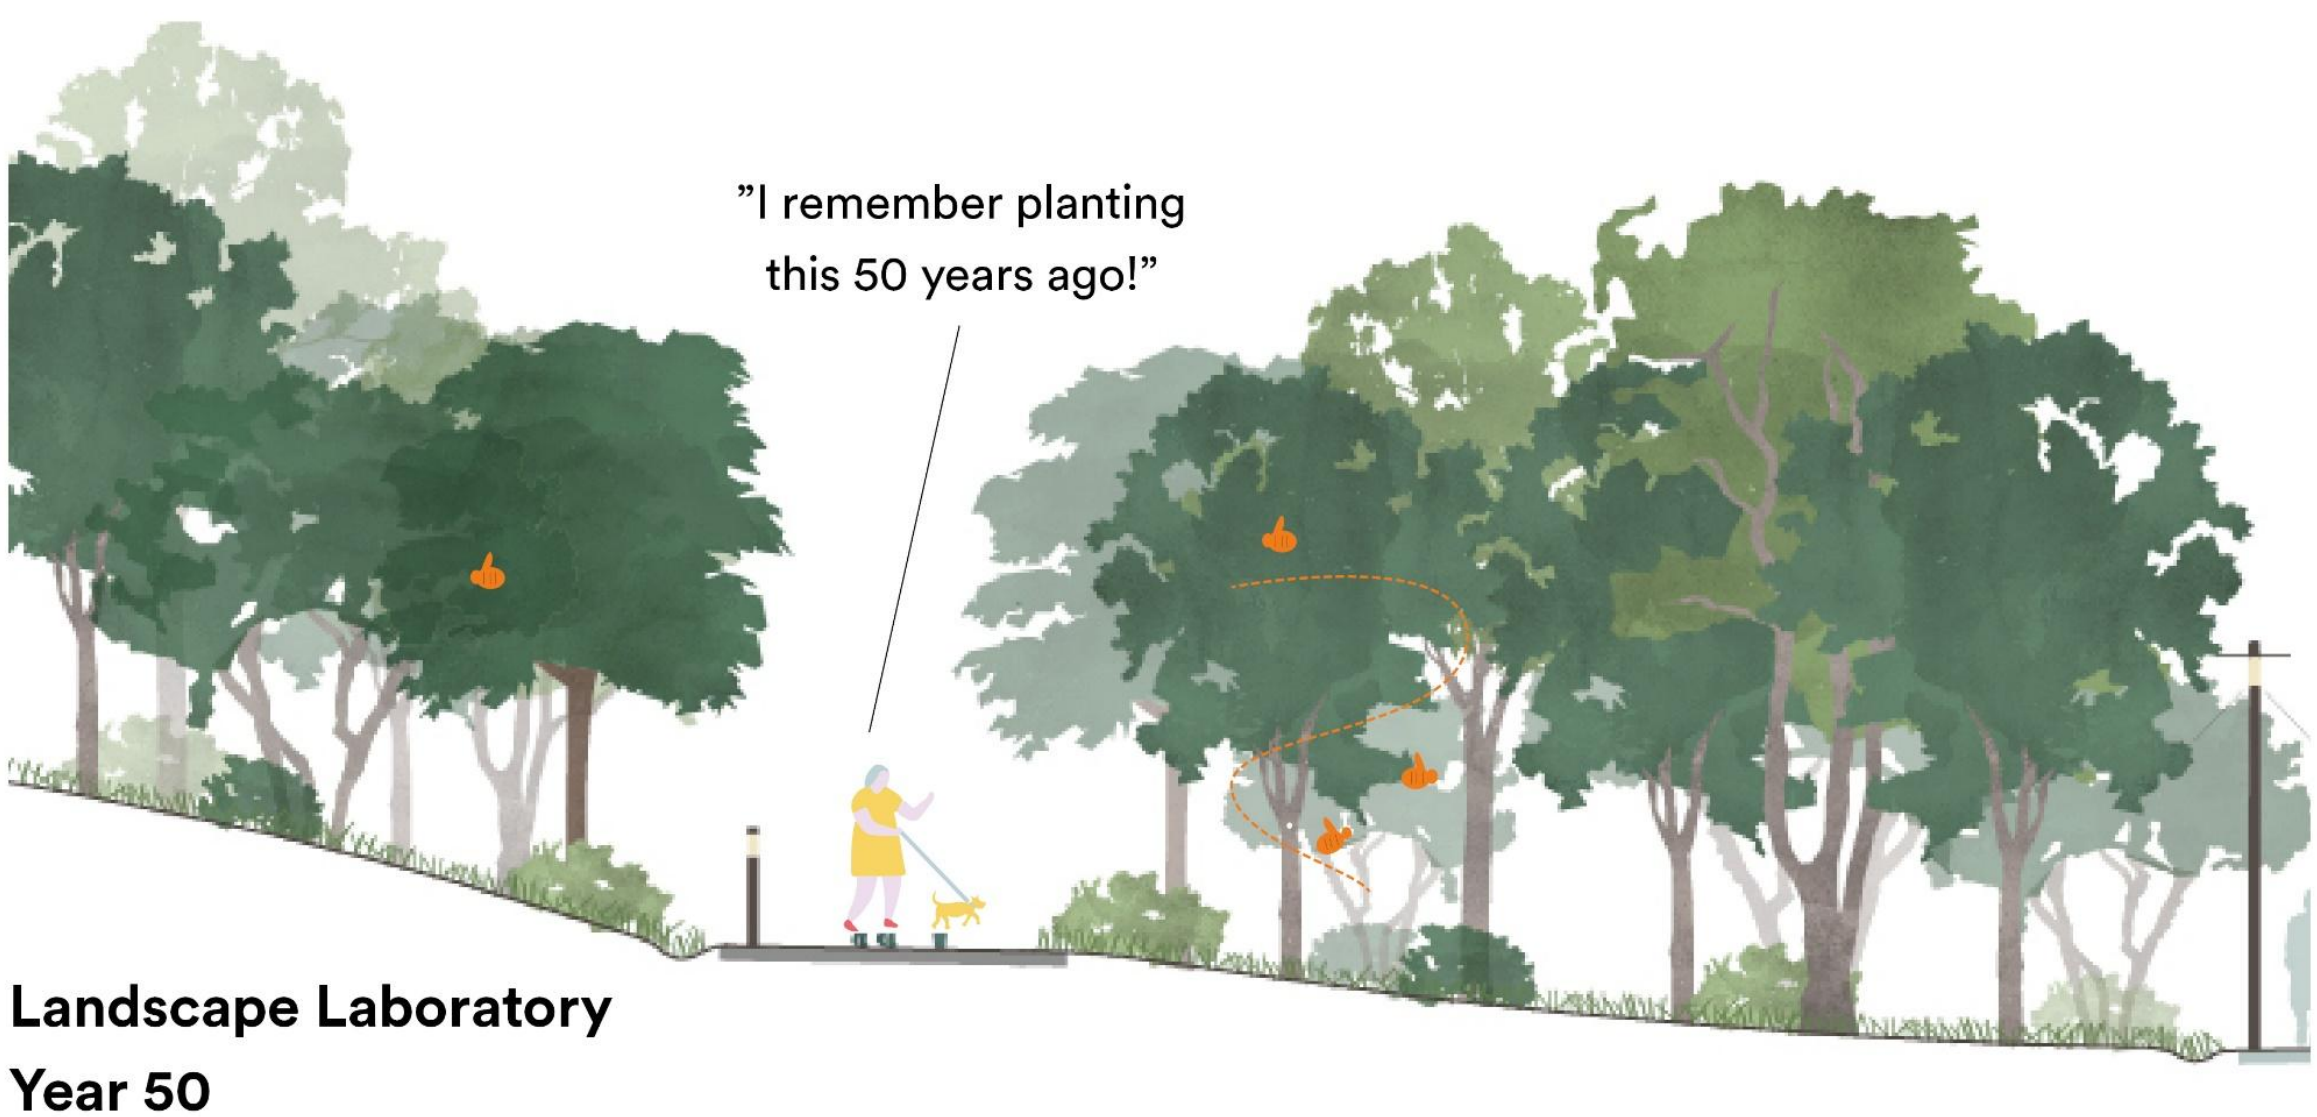 ”I remember planting
this 50 years ago!”
Landscape Laboratory
Year 50